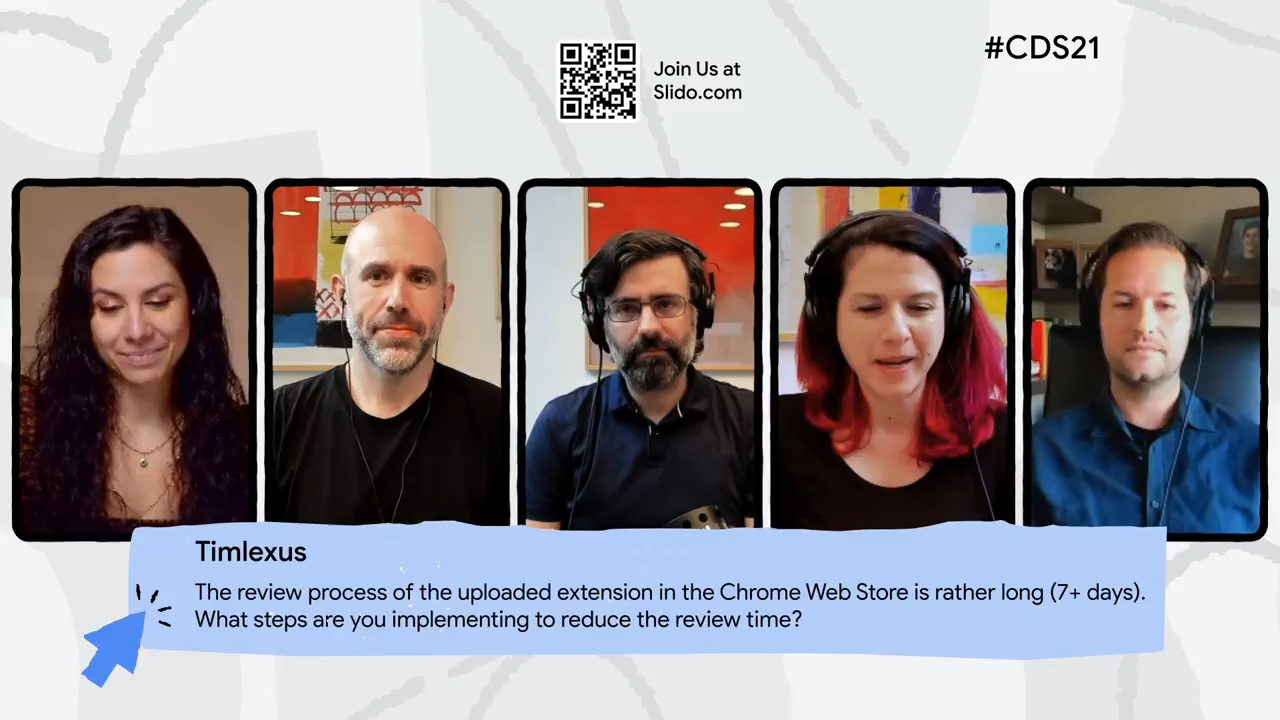 #CDS21
Join Us at
Slido.com
Timlexus
The review process of the uploaded extension in the Chrome Web Store is rather long (7+ days).
What steps are you implementing to reduce the review time?